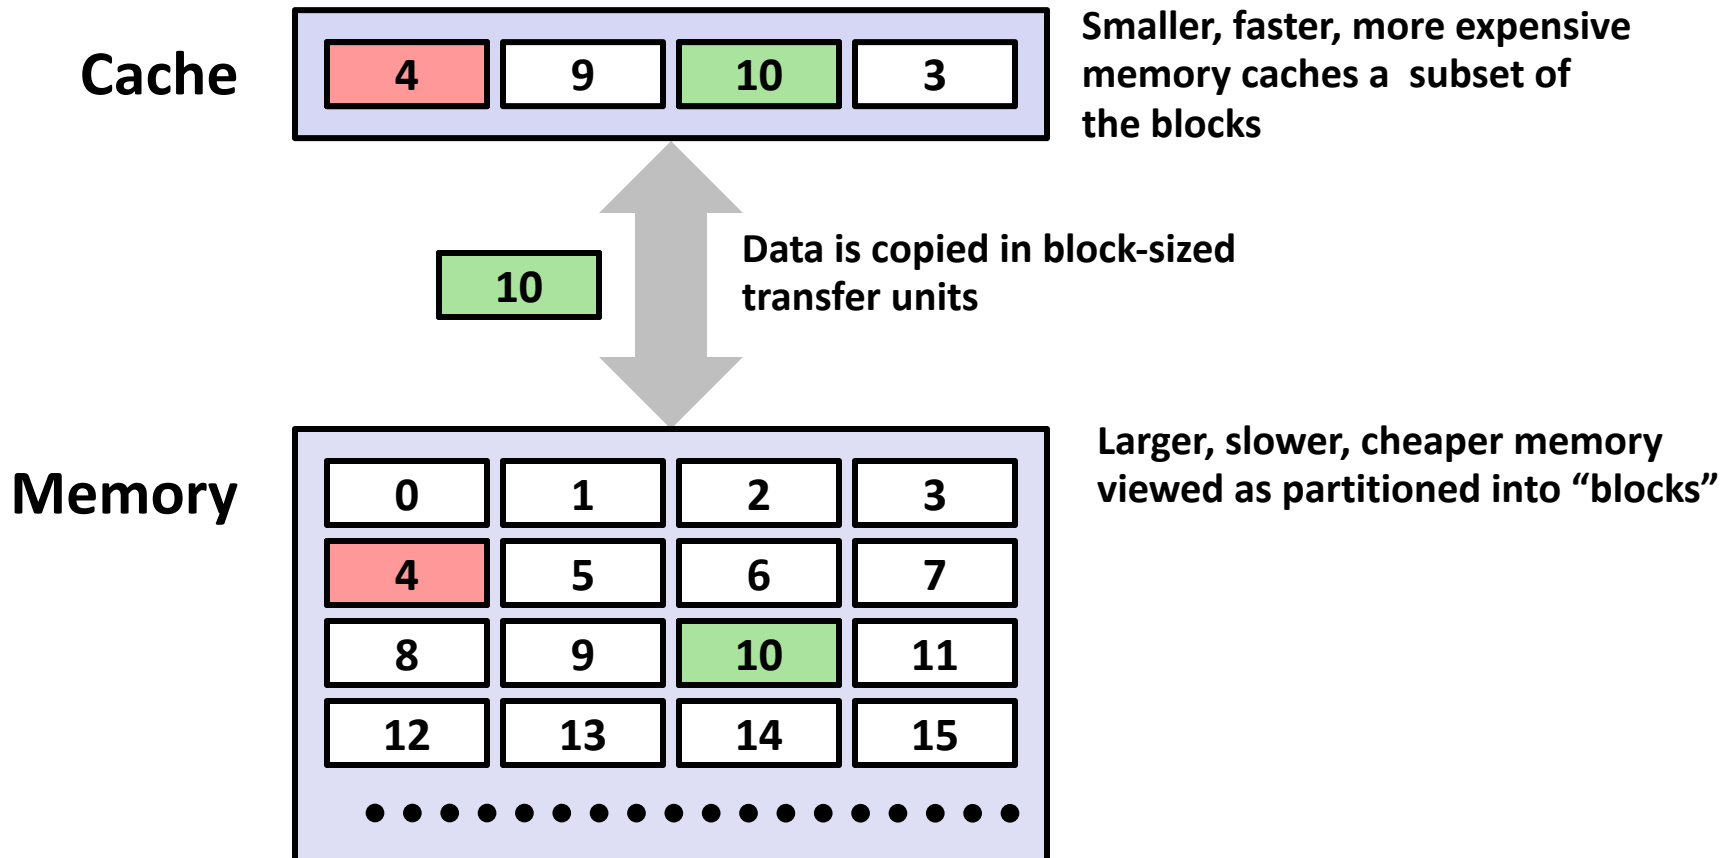 Cache
4 9 10 3
Smaller, faster, more expensive
memory caches a subset of
the blocks
10
Data is copied in block-sized
transfer units
Memory
Larger, slower, cheaper memory
viewed as partitioned into “blocks”
0 1 2 3
4 5 6 7
8 9 10 11
12 13 14 15